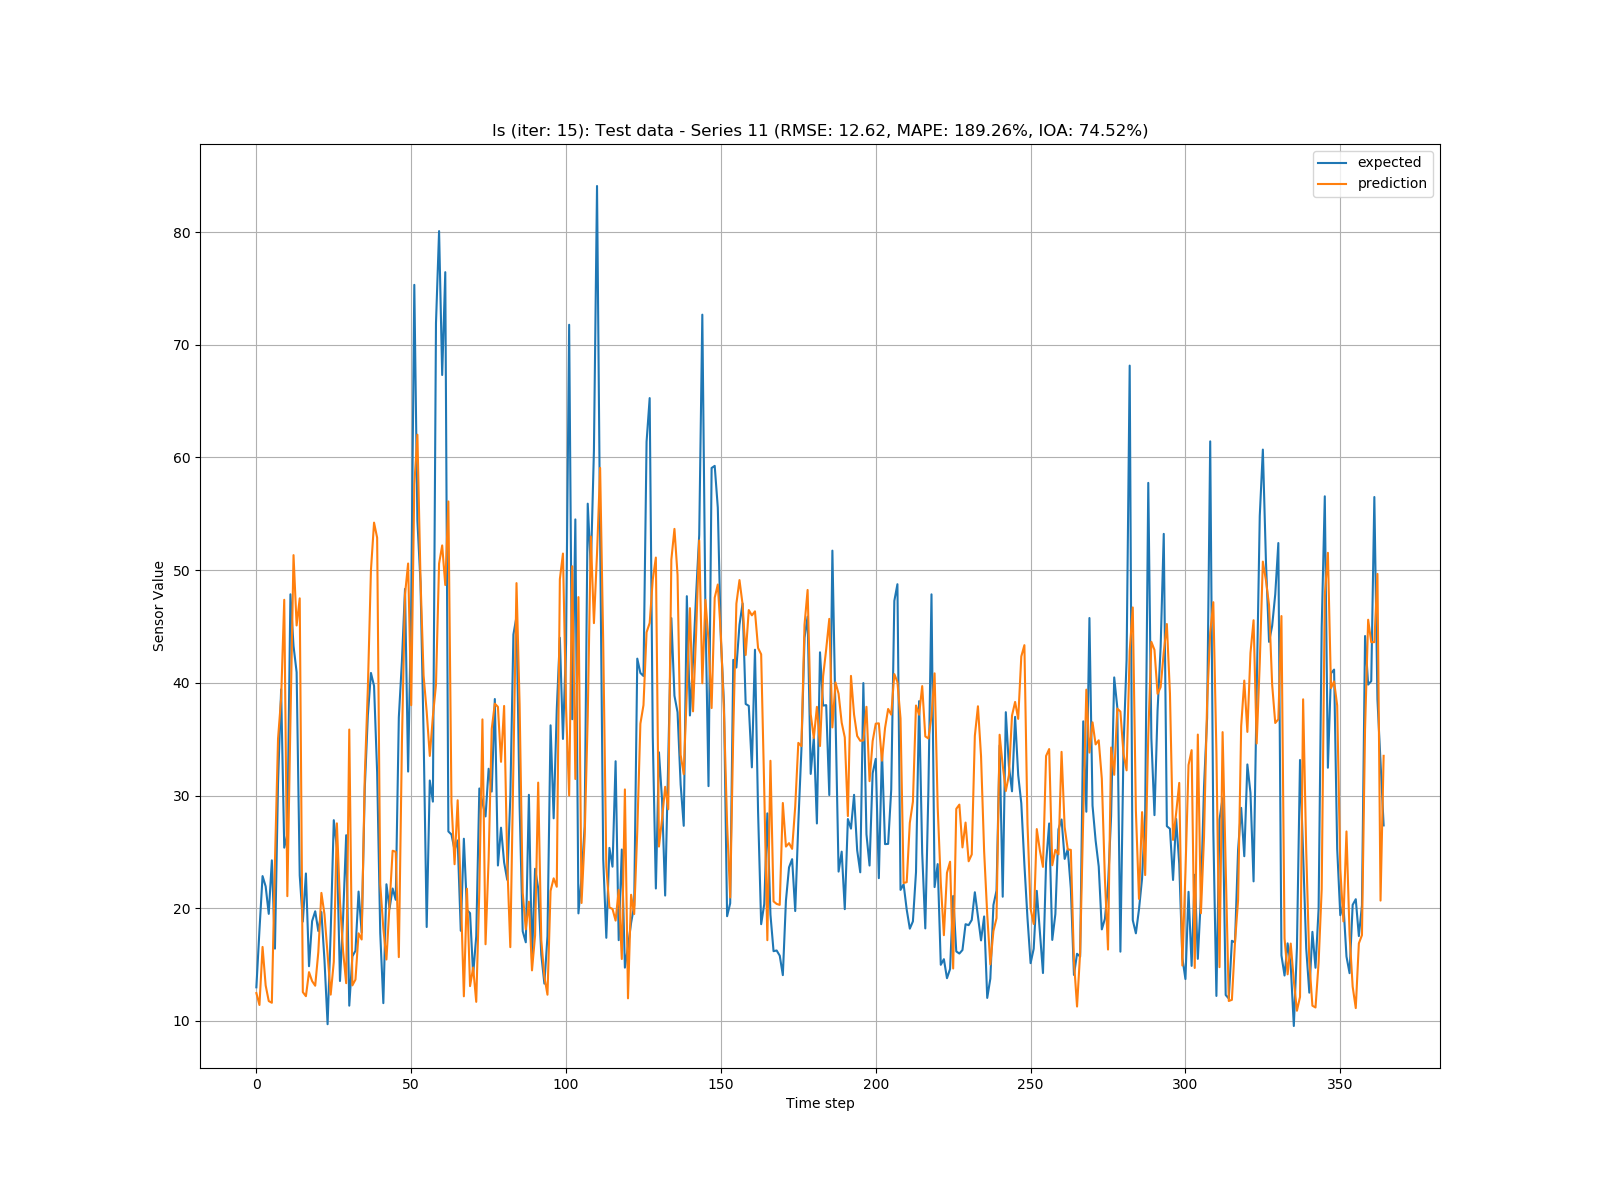 ls (iter: 15): Test data - Series 11 (RMSE: 12.62, MAPE: 189.26%, IOA: 74.52%)
expected
prediction
80
70
60
50
40
30
20
10
Sensor Value
0 50 100 150 200 250 300 350
Time step